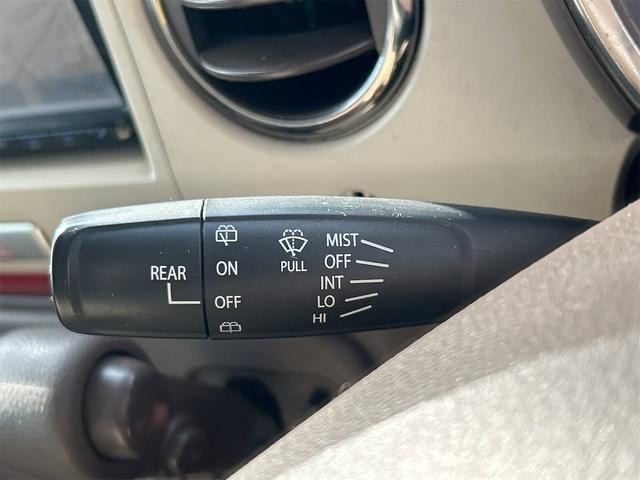 REAR
ON
OFF
PULL
MIST
OFF
INT
LO
HI